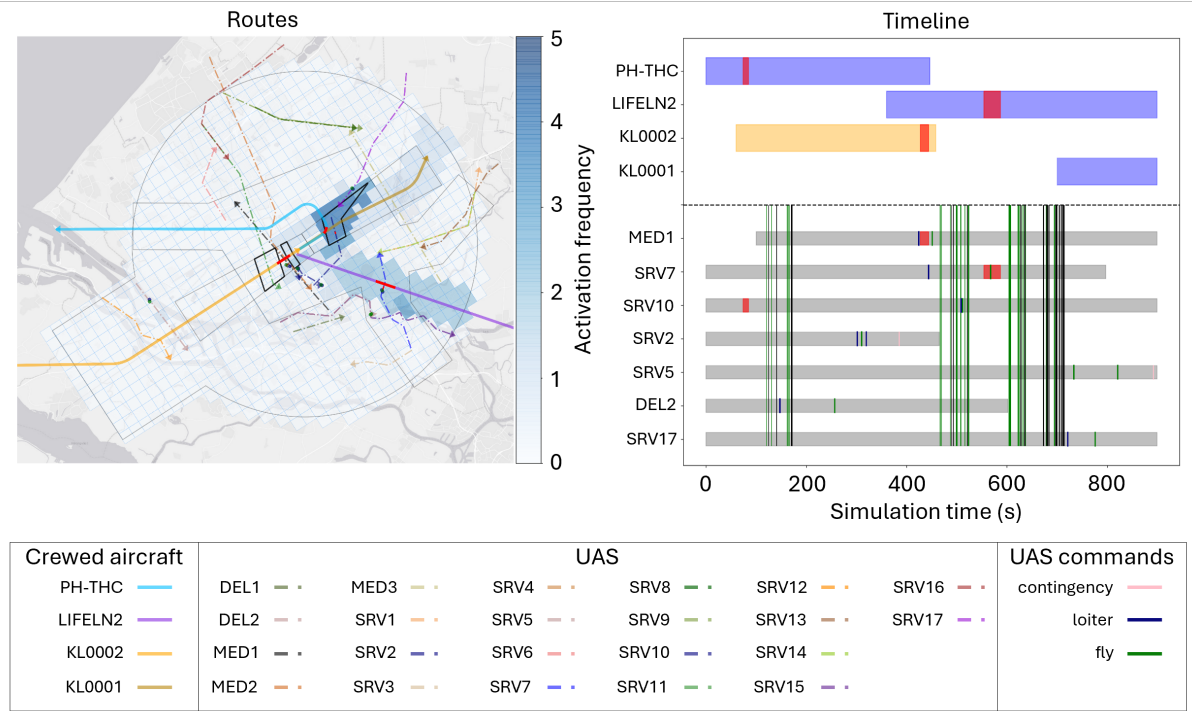 Routes
5
4
3
2
1
0
Activation frequency
Timeline
PH-THC
LIFELN2
KL0002
KL0001
MED1
SRV7
SRV10
SRV2
SRV5
DEL2
SRV17
0 200 400 600 800
Simulation time (s)
Crewed aircraft
PH-THC
LIFELN2
KL0002
KL0001
UAS
DEL1 MED3 SRV4 SRV8 SRV12 SRV16
DEL2 SRV1 SRV5 SRV9 SRV13 SRV17
MED1 SRV2 SRV6 SRV10 SRV14
MED2 SRV3 SRV7 SRV11 SRV15
UAS commands
contingency
loiter
fly